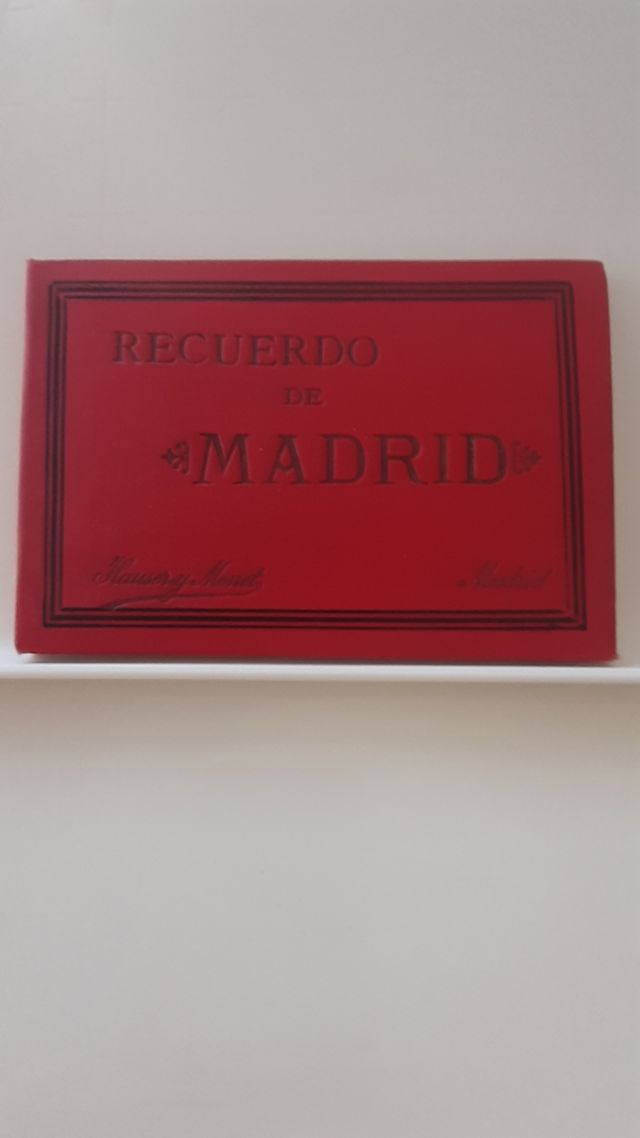 RECUERDO
DE
MADRID
Hauser y Menet Madrid